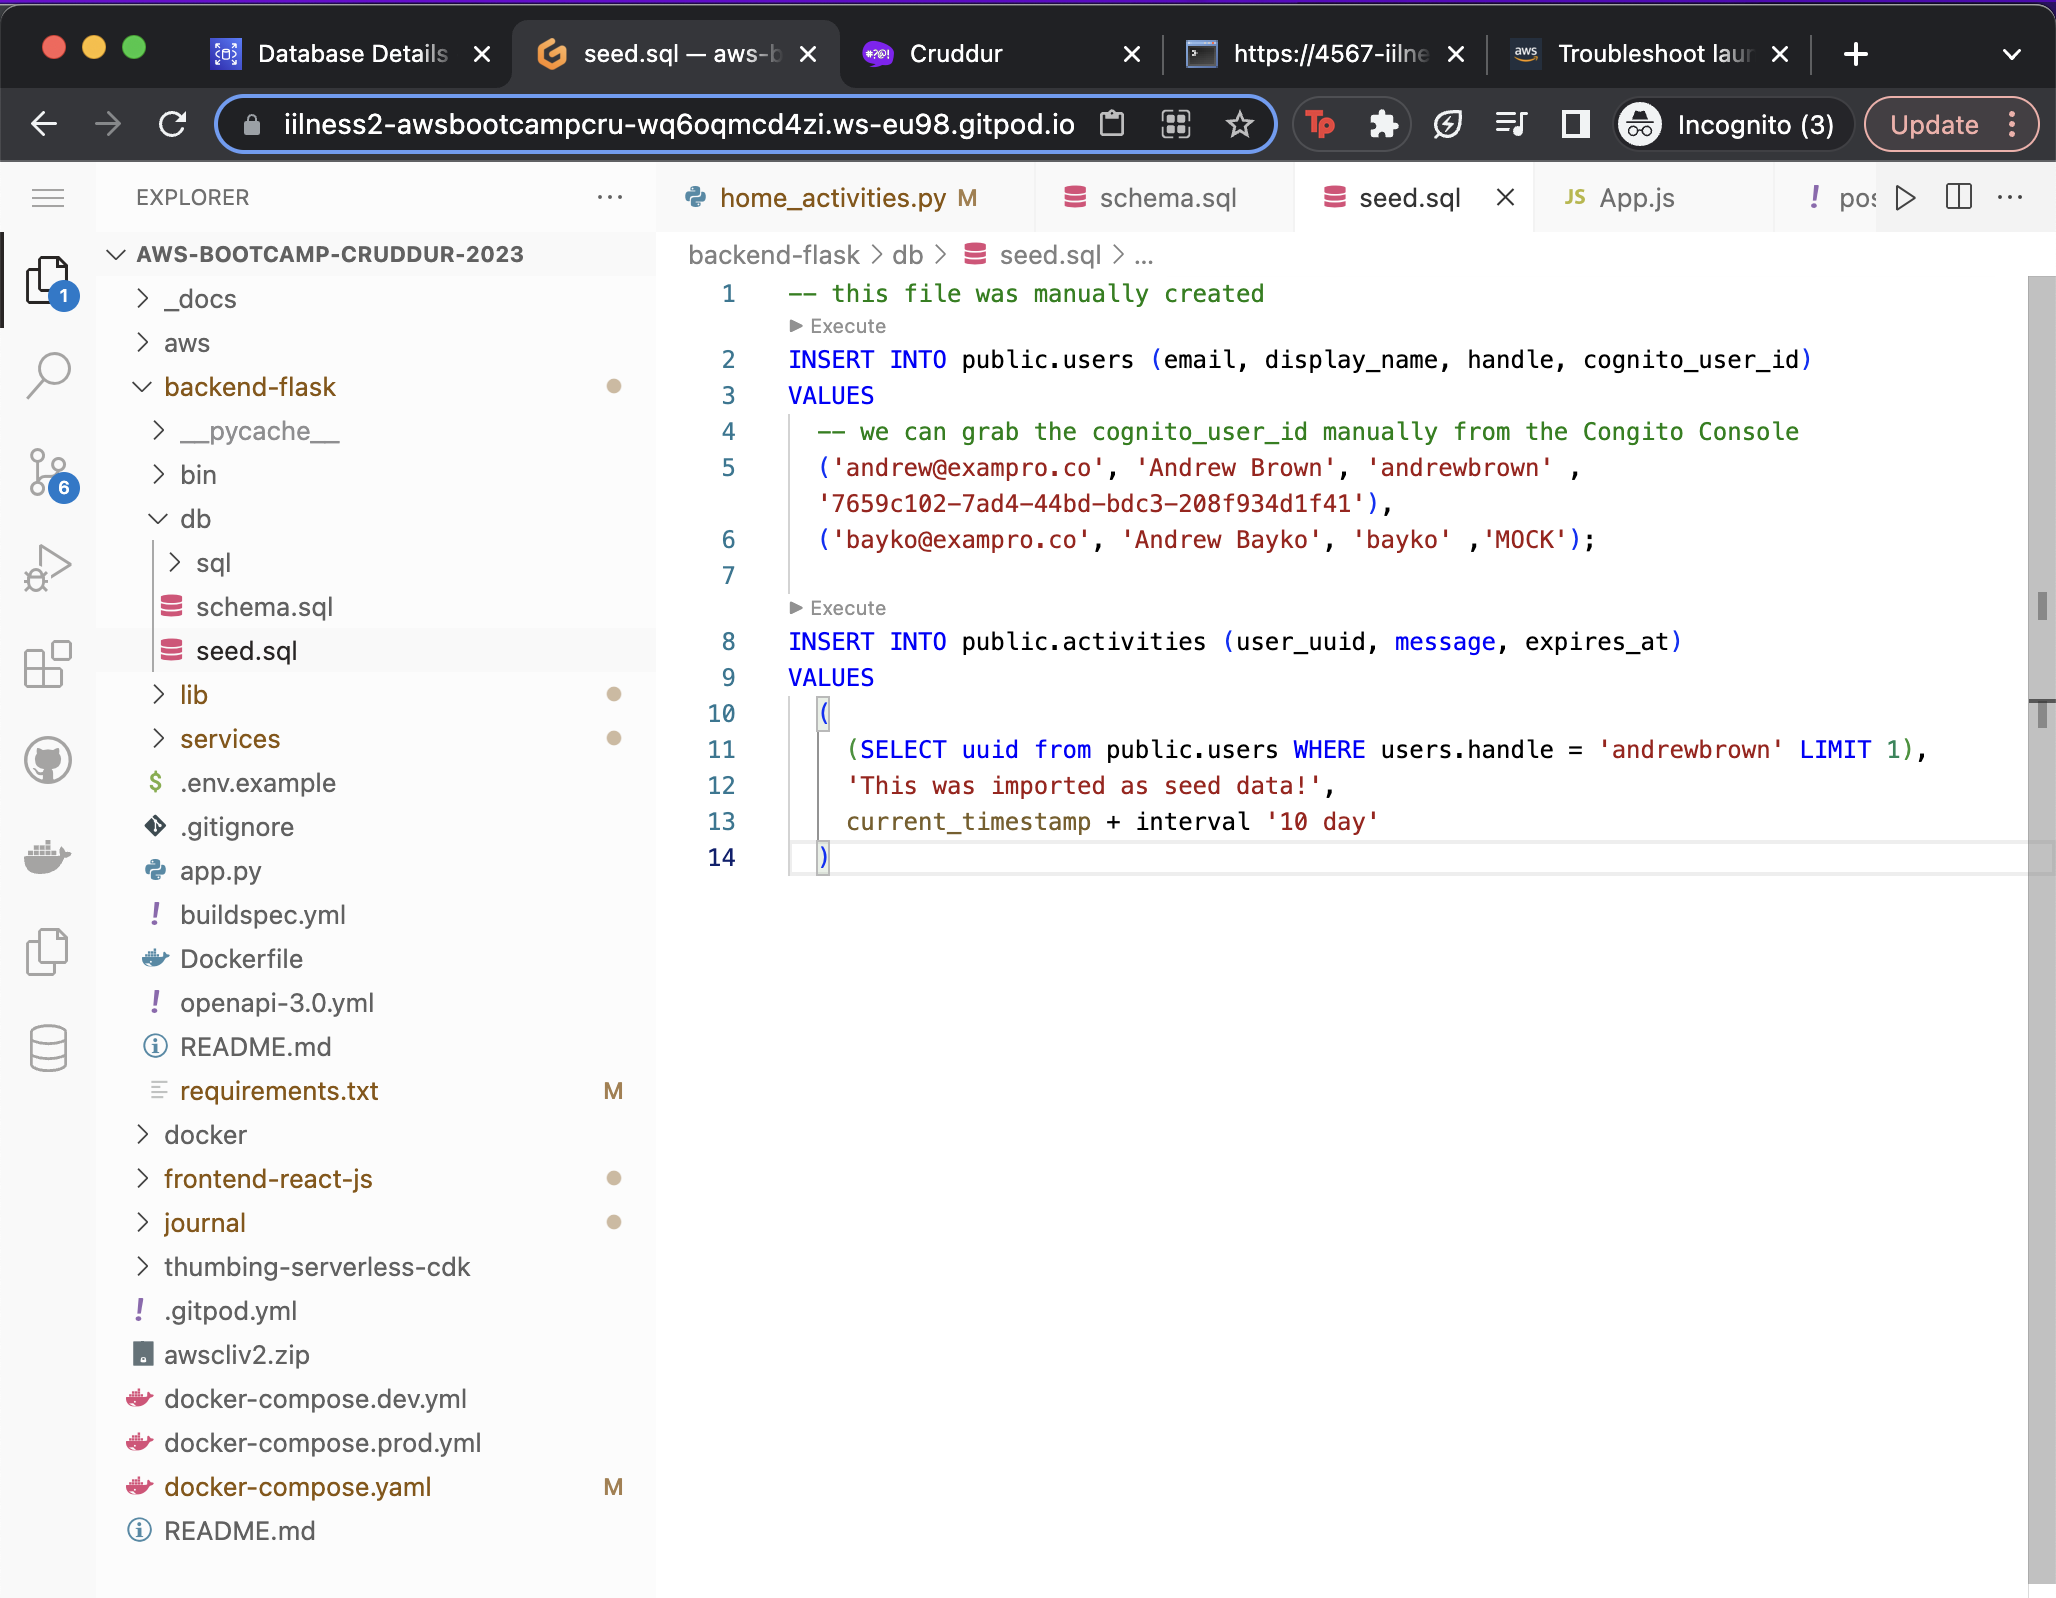 Database Details
seed.sql — aws-b
Cruddur
https://4567-iilne
Troubleshoot laun
iilness2-awsbootcampcru-wq6oqmcd4zi.ws-eu98.gitpod.io
Tp
Incognito (3)
Update
EXPLORER
AWS-BOOTCAMP-CRUDDUR-2023
_docs
aws
backend-flask
__pycache__
bin
db
sql
schema.sql
seed.sql
lib
services
$ .env.example
.gitignore
app.py
! buildspec.yml
Dockerfile
! openapi-3.0.yml
README.md
requirements.txt M
docker
frontend-react-js
journal
thumbing-serverless-cdk
! .gitpod.yml
awscliv2.zip
docker-compose.dev.yml
docker-compose.prod.yml
docker-compose.yaml M
README.md
1
6
home_activities.py M
schema.sql
seed.sql
JS App.js
! pos
backend-flask > db > seed.sql > ...
1 -- this file was manually created
Execute
2 INSERT INTO public.users (email, display_name, handle, cognito_user_id)
3 VALUES
4 -- we can grab the cognito_user_id manually from the Congito Console
5 ('andrew@exampro.co', 'Andrew Brown', 'andrewbrown' ,
'7659c102-7ad4-44bd-bdc3-208f934d1f41'),
6 ('bayko@exampro.co', 'Andrew Bayko', 'bayko' ,'MOCK');
7
Execute
8 INSERT INTO public.activities (user_uuid, message, expires_at)
9 VALUES
10 (
11 (SELECT uuid from public.users WHERE users.handle = 'andrewbrown' LIMIT 1),
12 'This was imported as seed data!',
13 current_timestamp + interval '10 day'
14 )